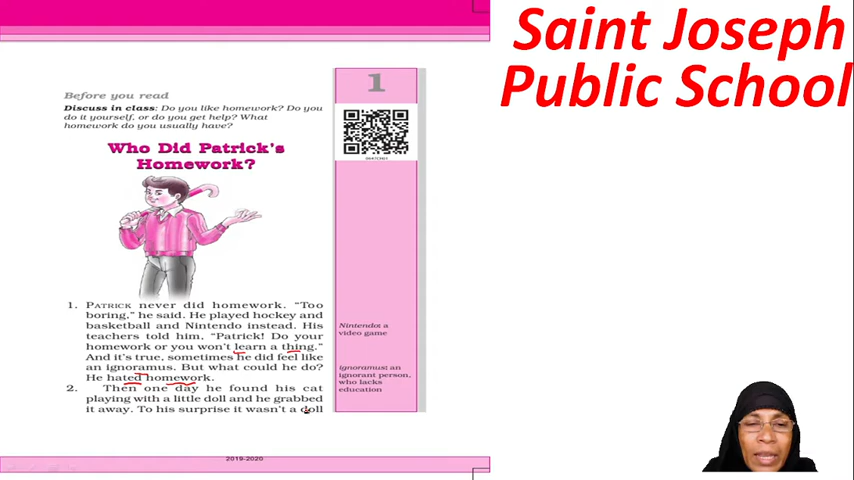 Saint Joseph
Public School
1
Before you read
Discuss in class: Do you like homework? Do you
do it yourself, or do you get help? What
homework do you usually have?
Who Did Patrick's
Homework?
1. PATRICK never did homework. “Too
boring,” he said. He played hockey and
basketball and Nintendo instead. His
teachers told him, “Patrick! Do your
homework or you won't learn a thing.”
And it's true, sometimes he did feel like
an ignoramus. But what could he do?
He hated homework.
2. Then one day he found his cat
playing with a little doll and he grabbed
it away. To his surprise it wasn't a doll
Nintendo: a
video game
ignoramus: an
ignorant person,
who lacks
education
2019-2020